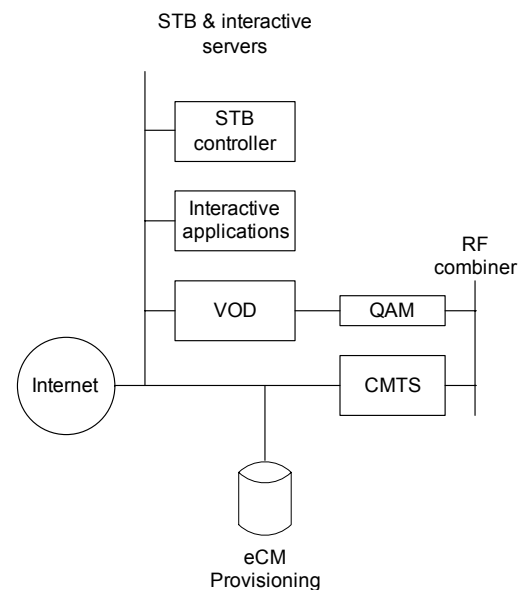 STB & interactive
servers
STB
controller
Interactive
applications
RF
combiner
VOD
QAM
Internet
CMTS
eCM
Provisioning